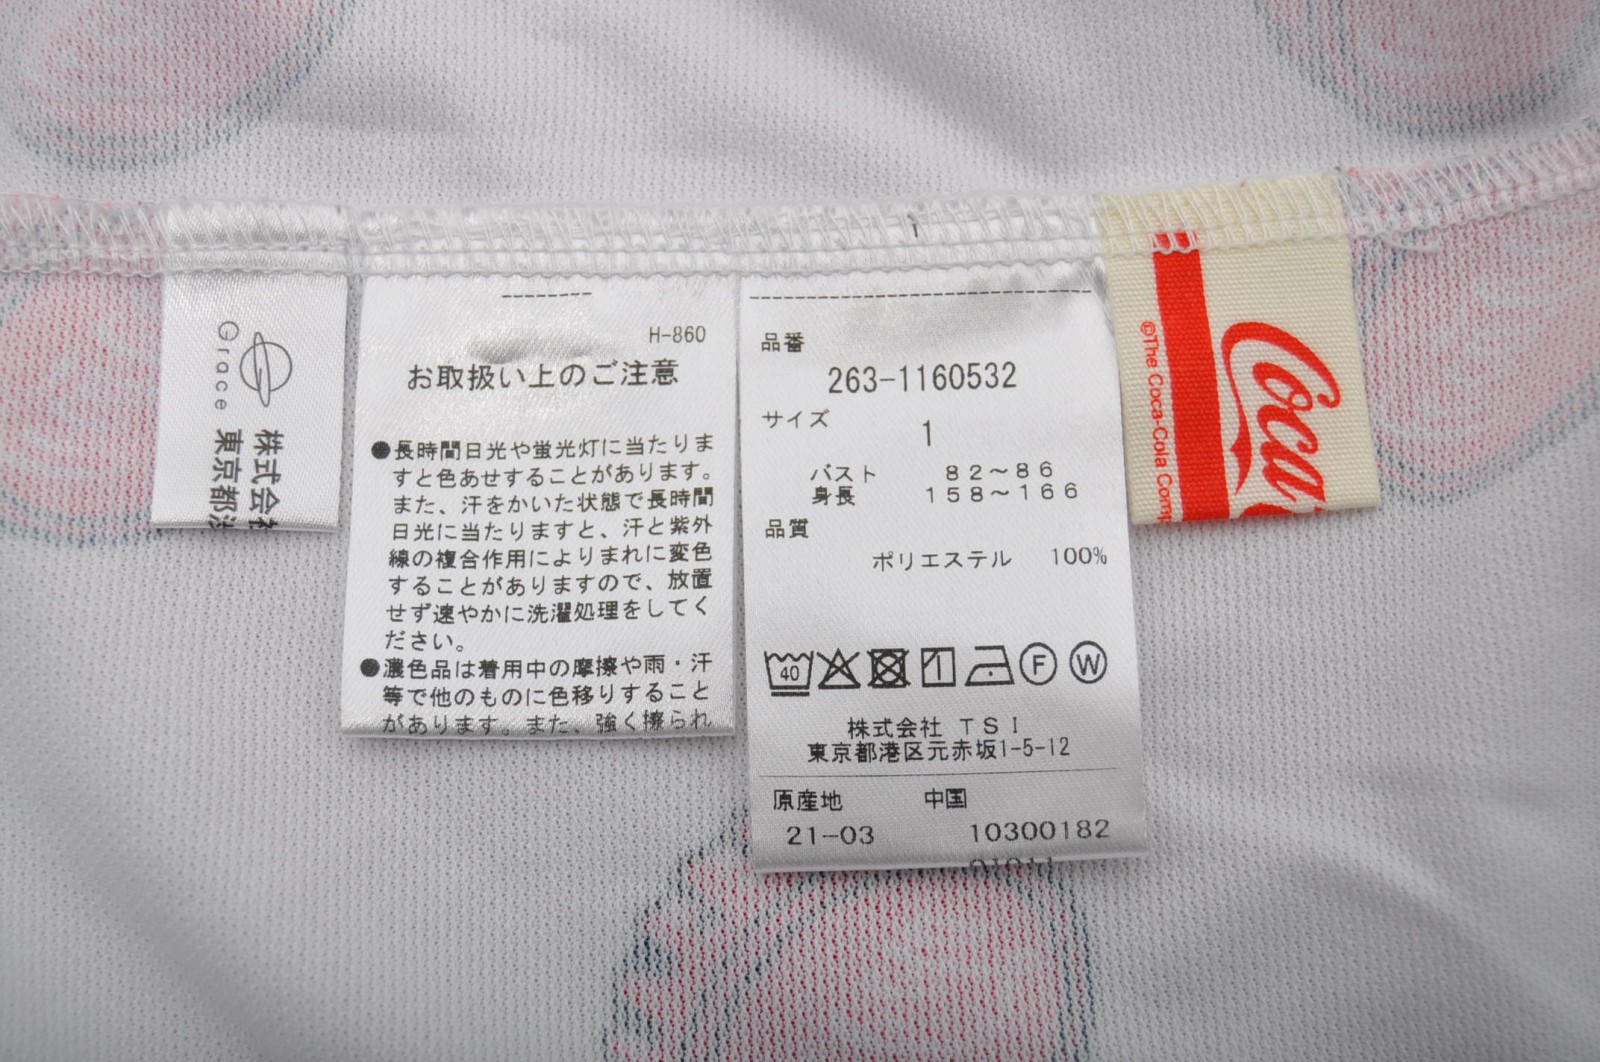 Grace
株式会社
東京都渋
H-860
お取扱い上のご注意
●長時間日光や蛍光灯に当たりま
すと色あせすることがあります。
また、汗をかいた状態で長時間
日光に当たりますと、汗と紫外
線の複合作用によりまれに変色
することがありますので、放置
せず速やかに洗濯処理をしてく
ださい。
●濃色品は着用中の摩擦や雨・汗
等で他のものに色移りすること
があります。また、強く擦られ
品番
263-1160532
サイズ
1
バスト 82～86
身長 158～166
品質
ポリエステル 100%
40
F
W
株式会社 TSI
東京都港区元赤坂1-5-12
原産地 中国
21-03 10300182
Coca
©The Coca-Cola Comp